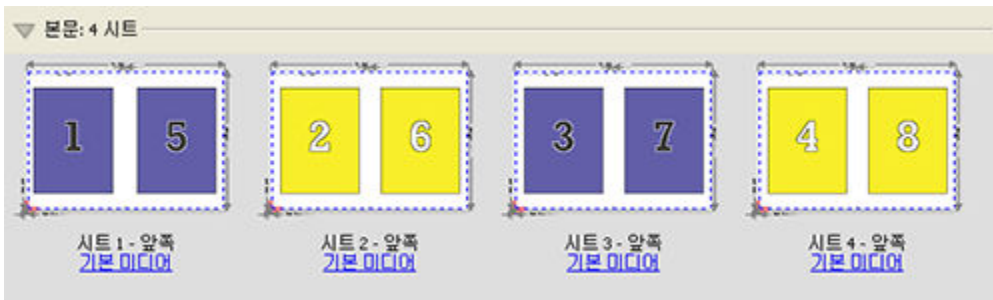 본문: 4 시트
1 5 2 6 3 7 4 8
시트 1 - 앞쪽 시트 2 - 앞쪽 시트 3 - 앞쪽 시트 4 - 앞쪽
기본 미디어 기본 미디어 기본 미디어 기본 미디어